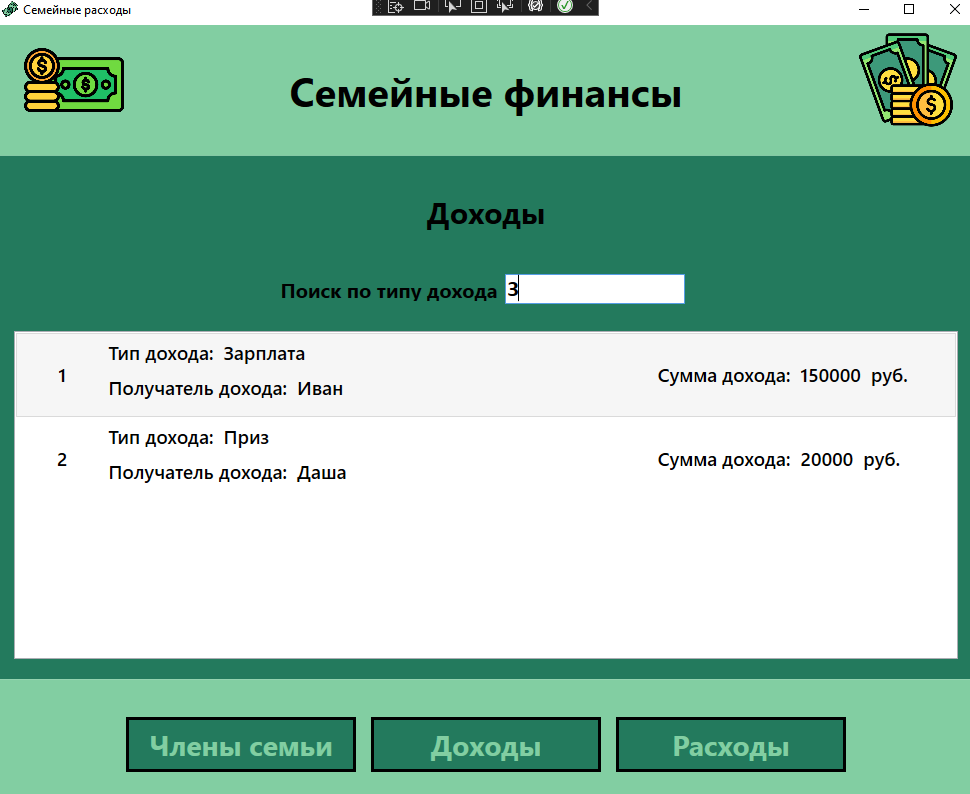 Семейные расходы
Семейные финансы
Доходы
Поиск по типу дохода З
Тип дохода: Зарплата
1
Получатель дохода: Иван
Сумма дохода: 150000 руб.
Тип дохода: Приз
2
Получатель дохода: Даша
Сумма дохода: 20000 руб.
Члены семьи
Доходы
Расходы